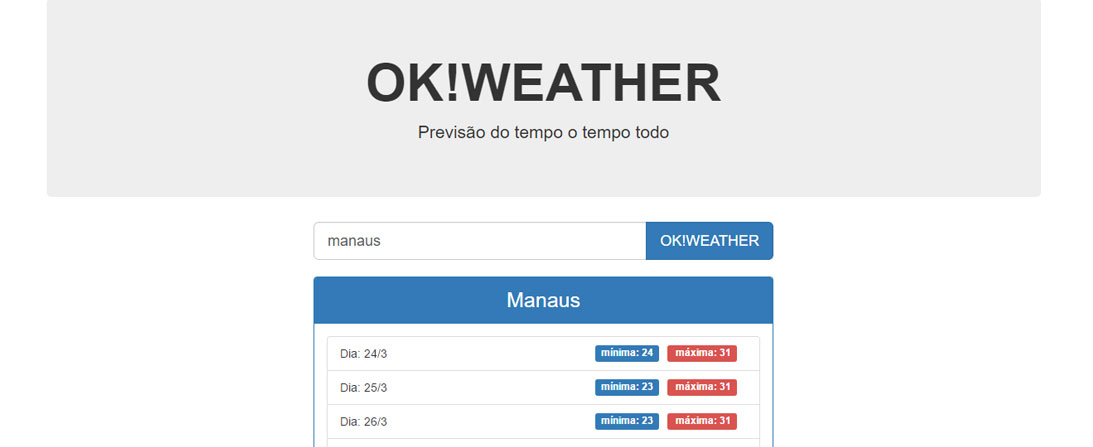 OK!WEATHER
Previsão do tempo o tempo todo
manaus OK!WEATHER
Manaus
Dia: 24/3 mínima: 24 máxima: 31
Dia: 25/3 mínima: 23 máxima: 31
Dia: 26/3 mínima: 23 máxima: 31